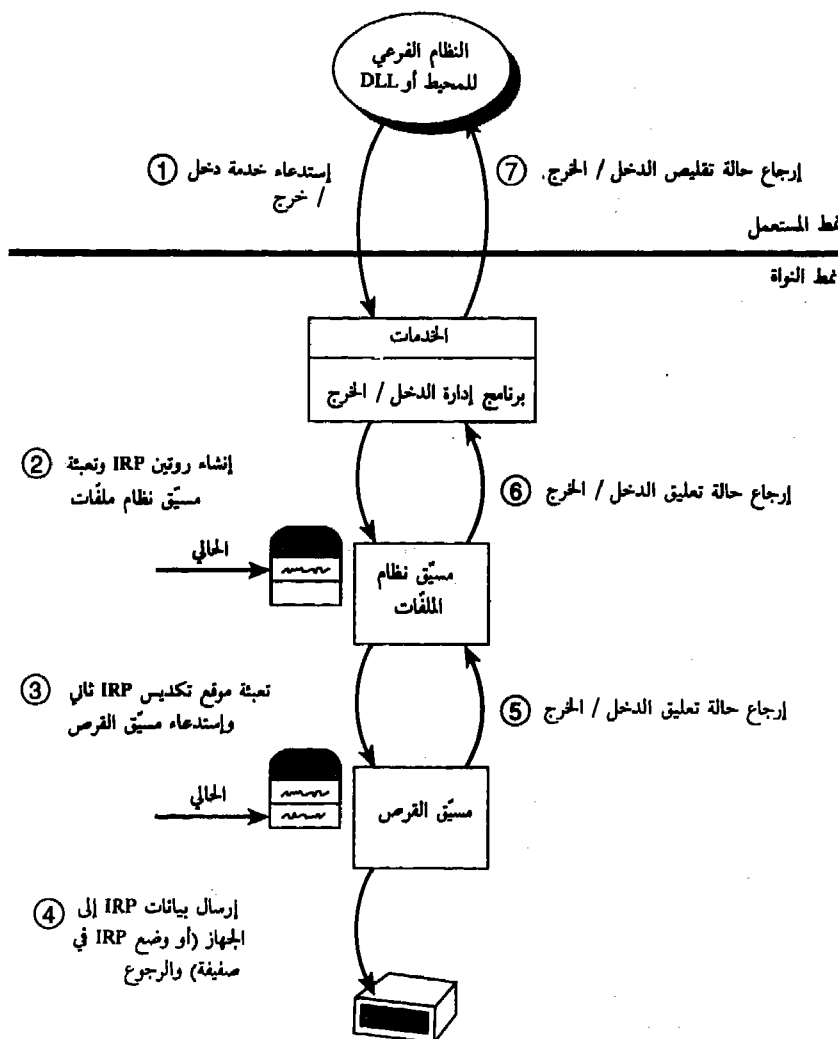 النظام الفرعي
للمحيط أو DLL
① إستدعاء خدمة دخل
/ خرج
⑦ إرجاع حالة تقليص الدخل / الخرج.
نمط المستعمل
نمط النواة
الخدمات
برنامج إدارة الدخل / الخرج
② إنشاء روتين IRP وتعبئة
مسيّق نظام ملفّات
⑥ إرجاع حالة تعليق الدخل / الخرج
الحالي
مسيّق نظام
الملفّات
③ تعبئة موقع تكديس IRP ثاني
وإستدعاء مسيّق القرص
⑤ إرجاع حالة تعليق الدخل / الخرج
الحالي
مسيّق القرص
④ إرسال بيانات IRP إلى
الجهاز (أو وضع IRP في
صفيفة) والرجوع